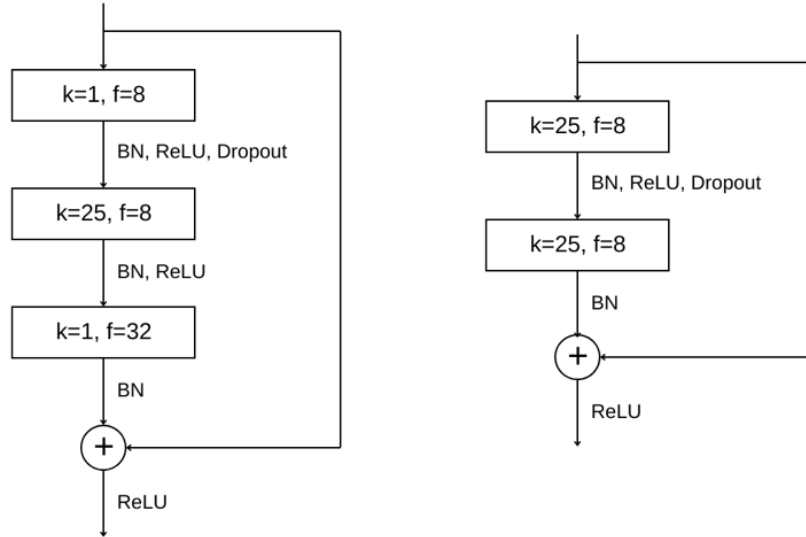 k=1, f=8
BN, ReLU, Dropout
k=25, f=8
BN, ReLU
k=1, f=32
BN
+
ReLU
k=25, f=8
BN, ReLU, Dropout
k=25, f=8
BN
+
ReLU